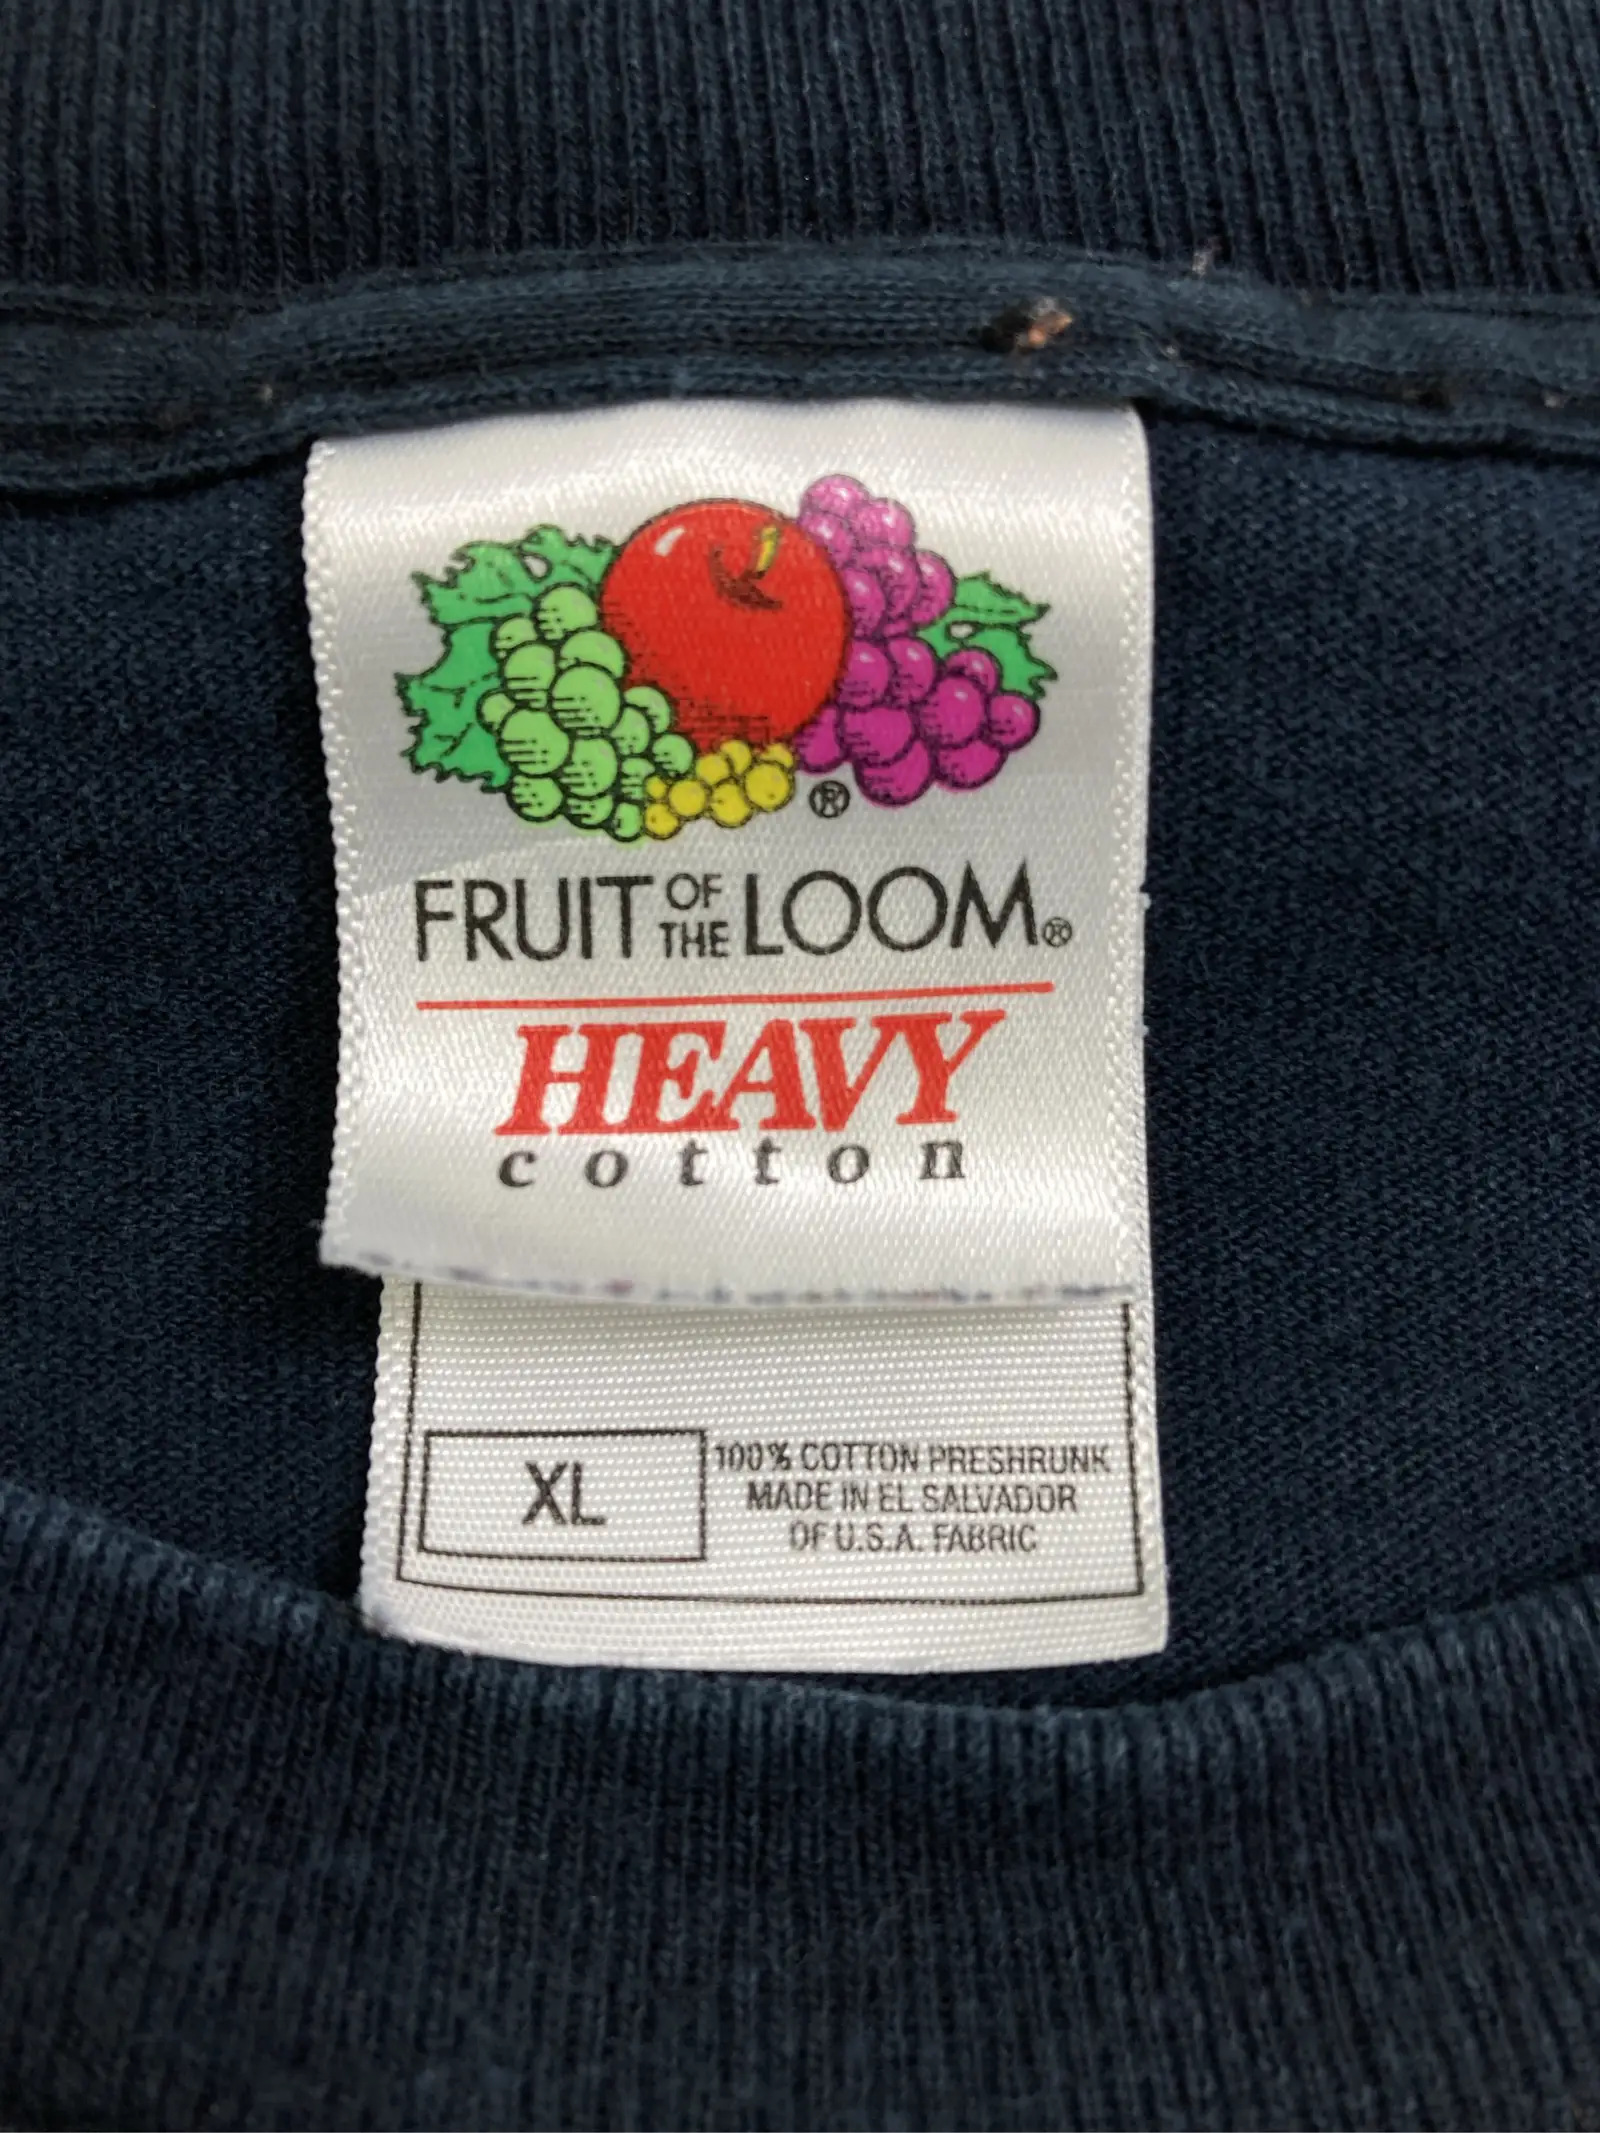 ®
FRUIT OF THE LOOM®
HEAVY
cotton
XL
100% COTTON PRESHRUNK
MADE IN EL SALVADOR
OF U.S.A. FABRIC